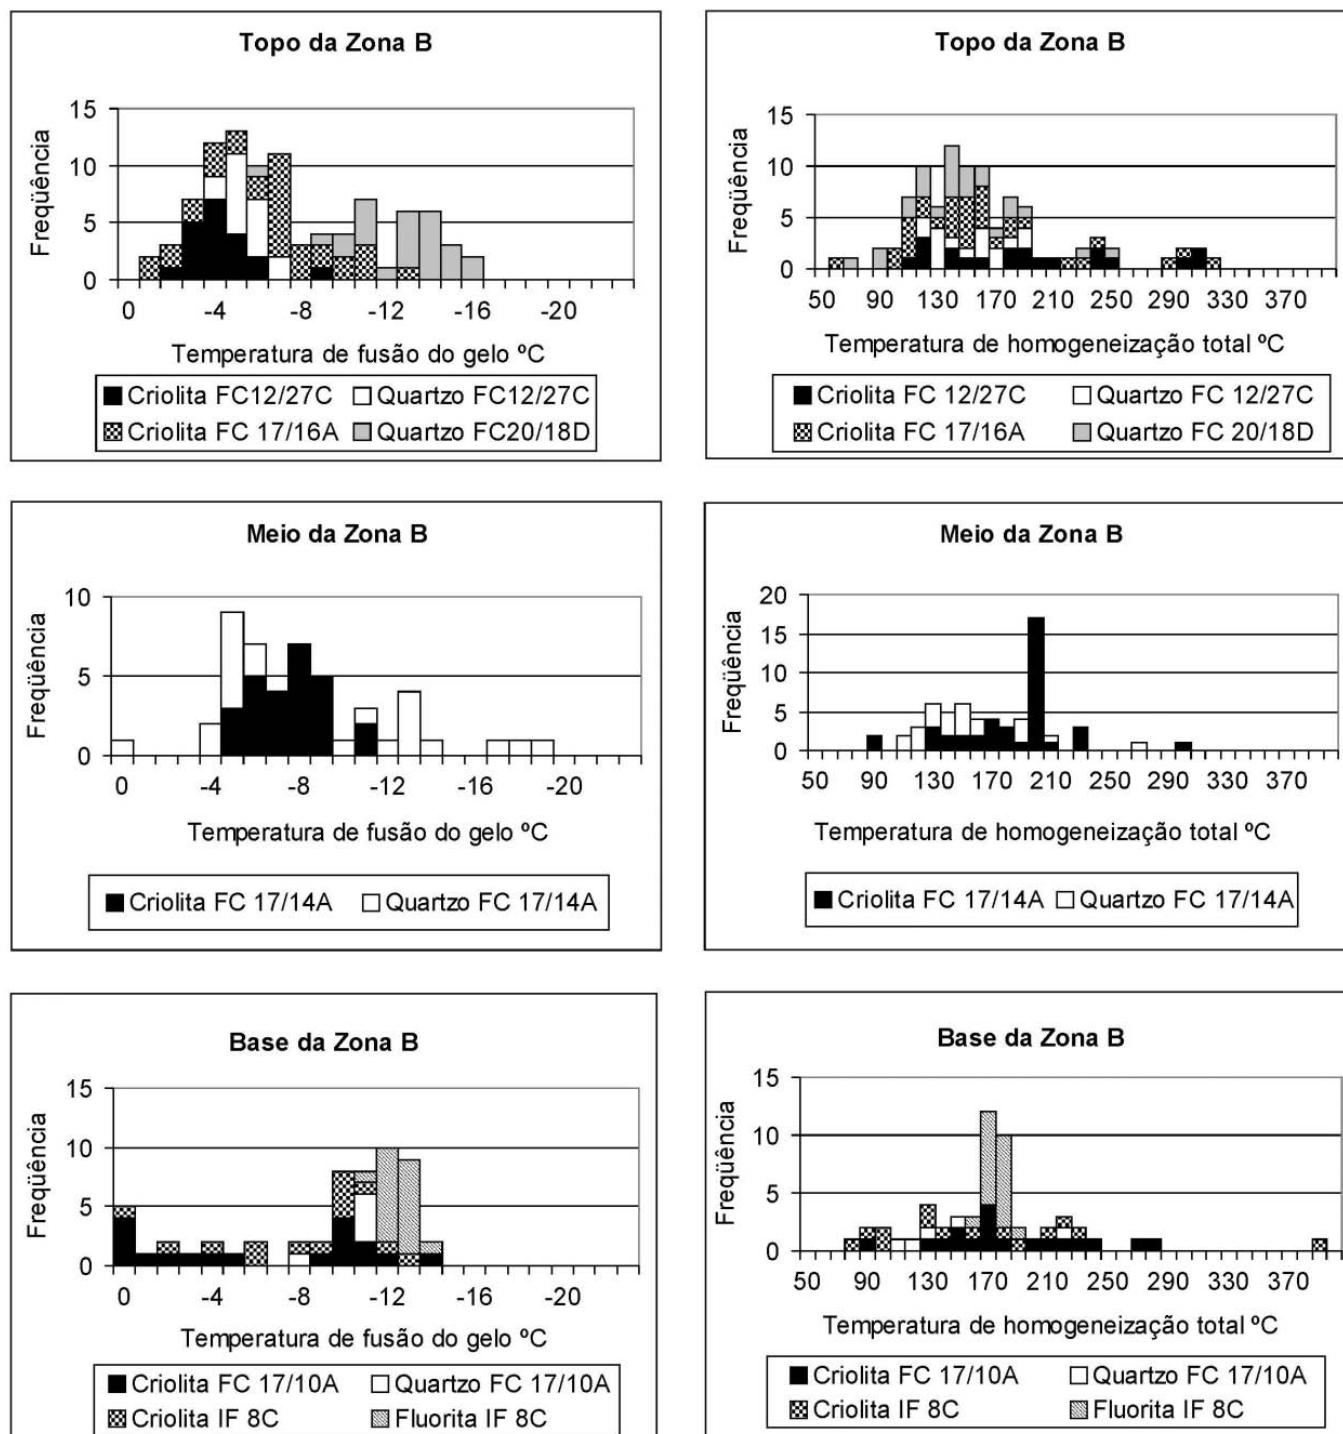 Topo da Zona B
Freqüência
15
10
5
0
0 -4 -8 -12 -16 -20
Temperatura de fusão do gelo ºC
Criolita FC12/27C Quartzo FC12/27C
Criolita FC 17/16A Quartzo FC20/18D
Topo da Zona B
Freqüência
15
10
5
0
50 90 130 170 210 250 290 330 370
Temperatura de homogeneização total ºC
Criolita FC 12/27C Quartzo FC 12/27C
Criolita FC 17/16A Quartzo FC 20/18D
Meio da Zona B
Freqüência
10
5
0
0 -4 -8 -12 -16 -20
Temperatura de fusão do gelo ºC
Criolita FC 17/14A Quartzo FC 17/14A
Meio da Zona B
Freqüência
20
15
10
5
0
50 90 130 170 210 250 290 330 370
Temperatura de homogeneização total ºC
Criolita FC 17/14A Quartzo FC 17/14A
Base da Zona B
Freqüência
15
10
5
0
0 -4 -8 -12 -16 -20
Temperatura de fusão do gelo ºC
Criolita FC 17/10A Quartzo FC 17/10A
Criolita IF 8C Fluorita IF 8C
Base da Zona B
Freqüência
15
10
5
0
50 90 130 170 210 250 290 330 370
Temperatura de homogeneização total ºC
Criolita FC 17/10A Quartzo FC 17/10A
Criolita IF 8C Fluorita IF 8C